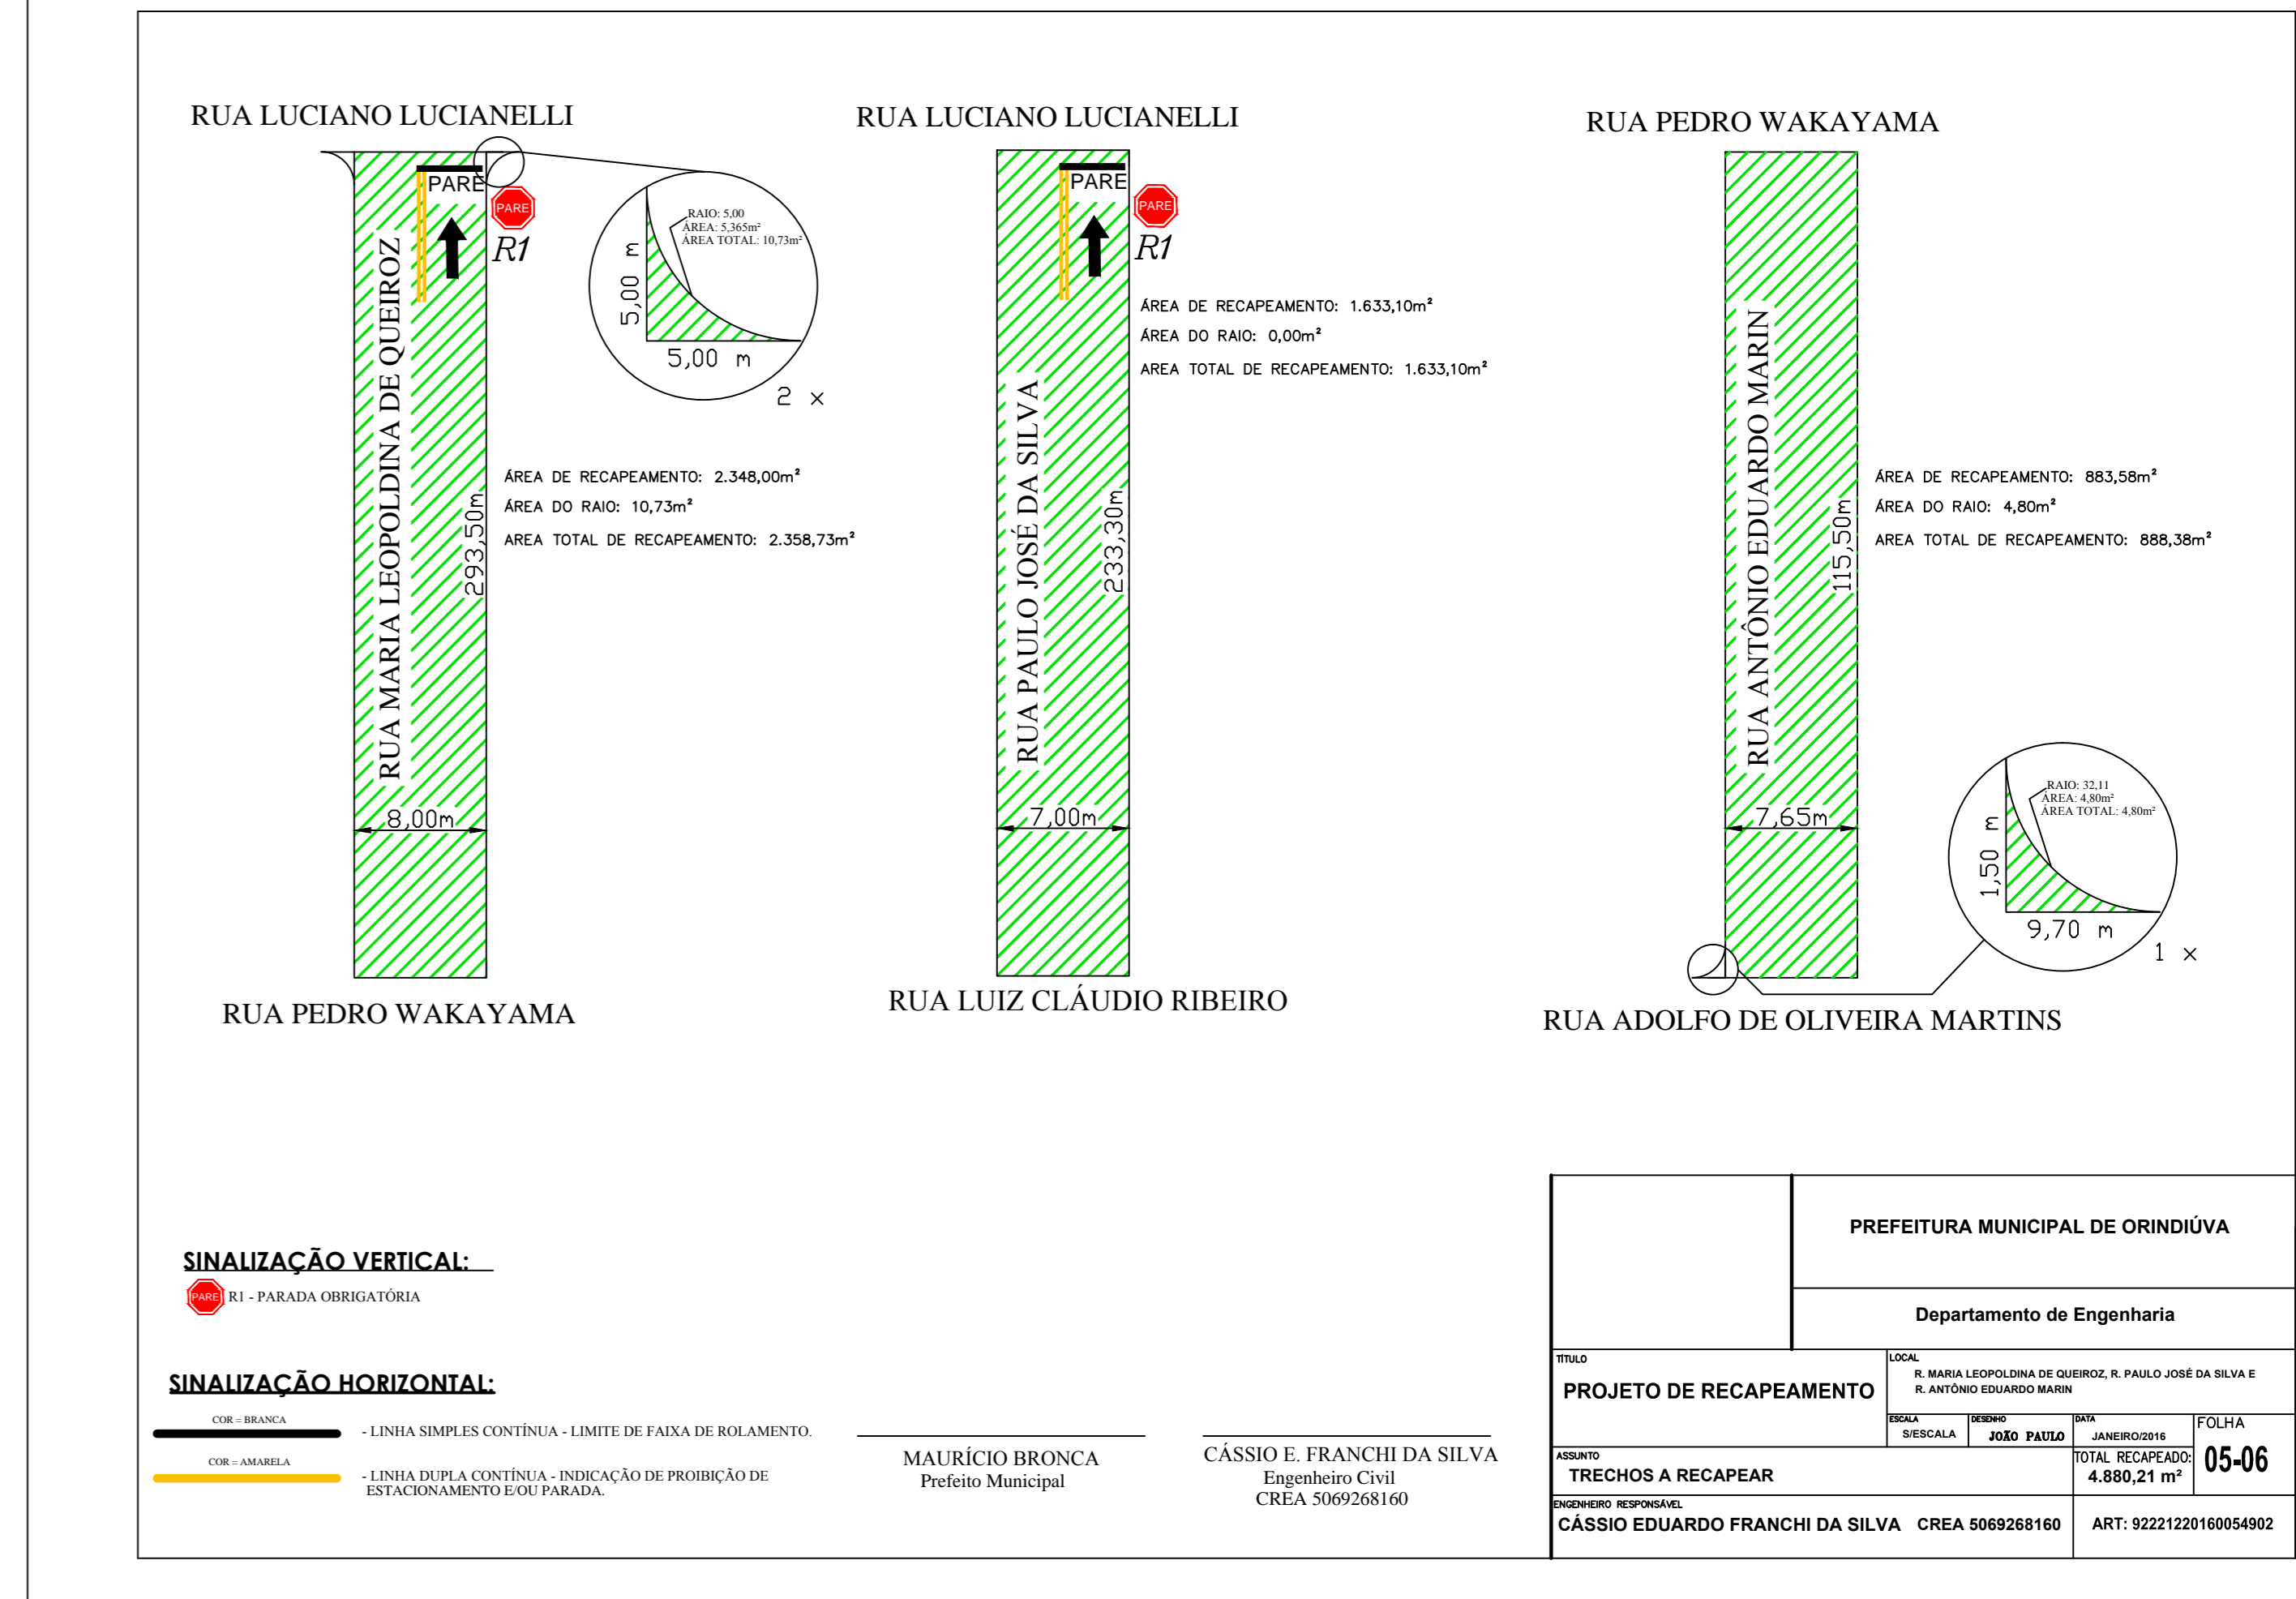 RUA LUCIANO LUCIANELLI
PARE
PARE
R1
RUA MARIA LEOPOLDINA DE QUEIROZ
293,50m
8,00m
RAIO: 5,00
ÁREA: 5,365m²
ÁREA TOTAL: 10,73m²
5,00 m
5,00 m
2 x
ÁREA DE RECAPEAMENTO: 2.348,00m²
ÁREA DO RAIO: 10,73m²
AREA TOTAL DE RECAPEAMENTO: 2.358,73m²
RUA PEDRO WAKAYAMA
RUA LUCIANO LUCIANELLI
PARE
PARE
R1
RUA PAULO JOSÉ DA SILVA
233,30m
7,00m
ÁREA DE RECAPEAMENTO: 1.633,10m²
ÁREA DO RAIO: 0,00m²
AREA TOTAL DE RECAPEAMENTO: 1.633,10m²
RUA LUIZ CLÁUDIO RIBEIRO
RUA PEDRO WAKAYAMA
RUA ANTÔNIO EDUARDO MARIN
115,50m
7,65m
ÁREA DE RECAPEAMENTO: 883,58m²
ÁREA DO RAIO: 4,80m²
AREA TOTAL DE RECAPEAMENTO: 888,38m²
RAIO: 32,11
ÁREA: 4,80m²
ÁREA TOTAL: 4,80m²
1,50 m
9,70 m
1 x
RUA ADOLFO DE OLIVEIRA MARTINS
SINALIZAÇÃO VERTICAL:
PARE R1 - PARADA OBRIGATÓRIA
SINALIZAÇÃO HORIZONTAL:
COR = BRANCA
- LINHA SIMPLES CONTÍNUA - LIMITE DE FAIXA DE ROLAMENTO.
COR = AMARELA
- LINHA DUPLA CONTÍNUA - INDICAÇÃO DE PROIBIÇÃO DE
ESTACIONAMENTO E/OU PARADA.
MAURÍCIO BRONCA
Prefeito Municipal
CÁSSIO E. FRANCHI DA SILVA
Engenheiro Civil
CREA 5069268160
PREFEITURA MUNICIPAL DE ORINDIÚVA
Departamento de Engenharia
TÍTULO
PROJETO DE RECAPEAMENTO
LOCAL
R. MARIA LEOPOLDINA DE QUEIROZ, R. PAULO JOSÉ DA SILVA E
R. ANTÔNIO EDUARDO MARIN
ESCALA
S/ESCALA
DESENHO
JOÃO PAULO
DATA
JANEIRO/2016
FOLHA
05-06
ASSUNTO
TRECHOS A RECAPEAR
TOTAL RECAPEADO:
4.880,21 m²
ENGENHEIRO RESPONSÁVEL
CÁSSIO EDUARDO FRANCHI DA SILVA CREA 5069268160
ART: 92221220160054902